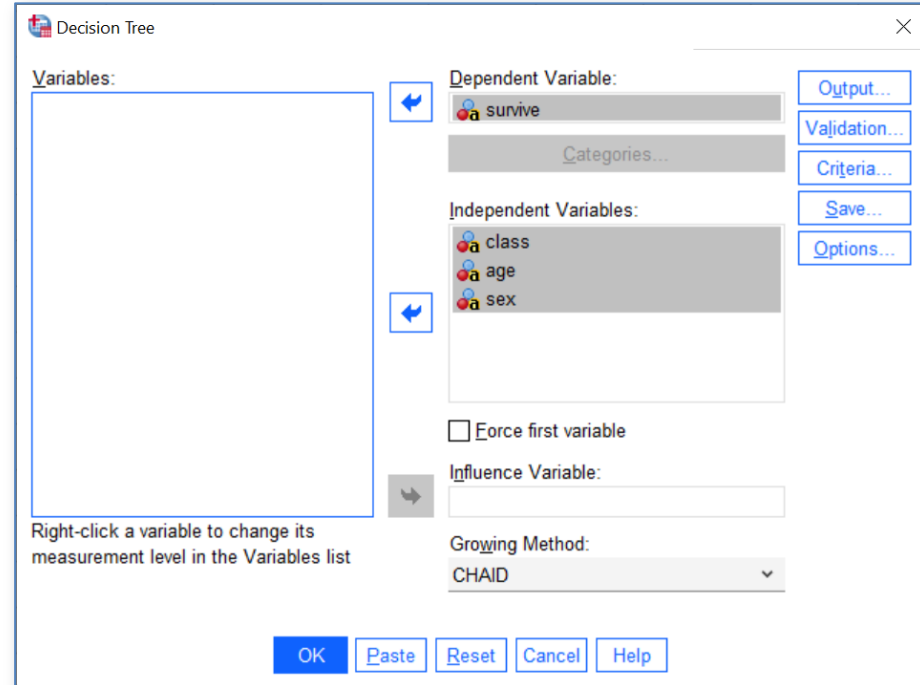 Decision Tree
Variables:
Right-click a variable to change its
measurement level in the Variables list
Dependent Variable:
survive
Categories...
Independent Variables:
class
age
sex
Force first variable
Influence Variable:
Growing Method:
CHAID
Output...
Validation...
Criteria...
Save...
Options...
OK
Paste
Reset
Cancel
Help